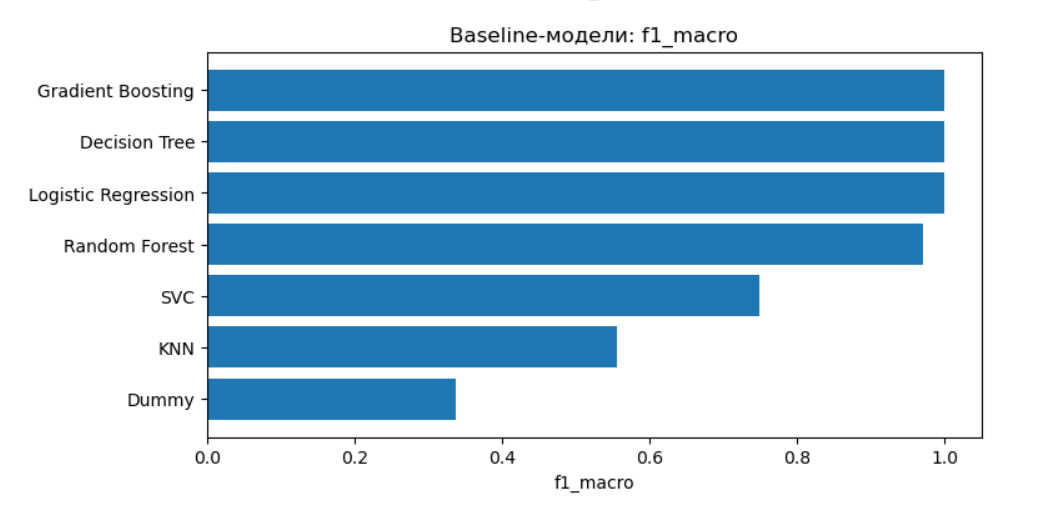 Baseline-модели: f1_macro
Gradient Boosting
Decision Tree
Logistic Regression
Random Forest
SVC
KNN
Dummy
0.0 0.2 0.4 0.6 0.8 1.0
f1_macro